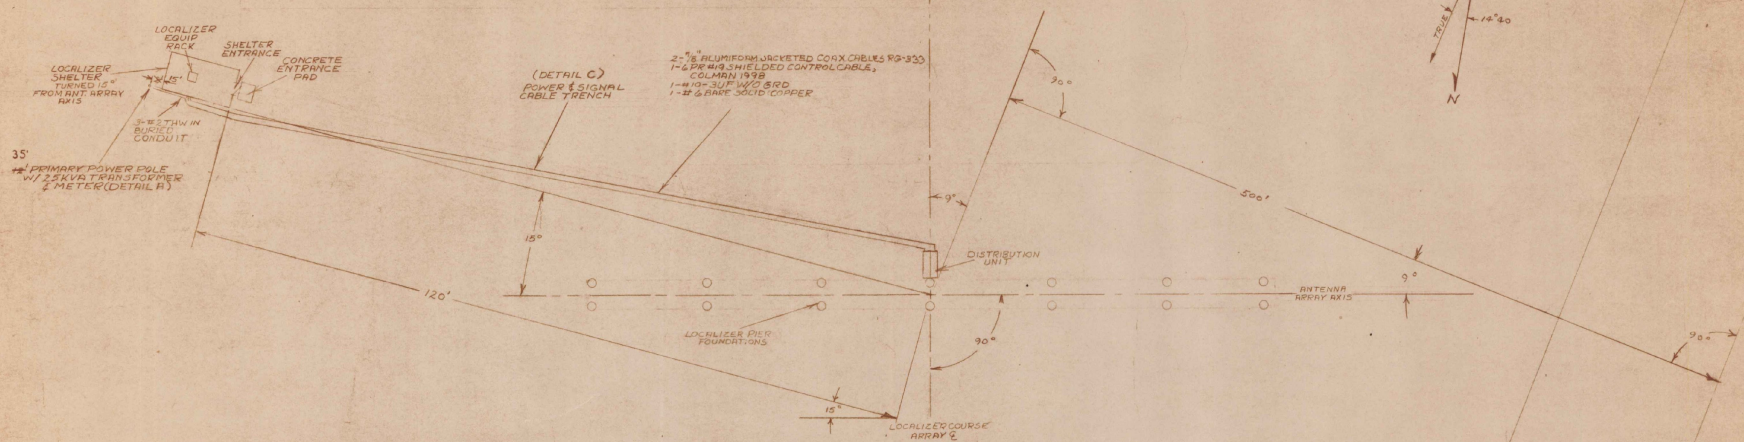 LOCALIZER
EQUIP
RACK
SHELTER
ENTRANCE
CONCRETE
ENTRANCE
PAD
LOCALIZER
SHELTER
TURNED 15°
FROM ANT. ARRAY
AXIS
15'
3-#2 THW IN
BURIED
CONDUIT
35'
PRIMARY POWER POLE
W/ 25KVA TRANSFORMER
& METER (DETAIL A)
(DETAIL C)
POWER & SIGNAL
CABLE TRENCH
2-7/8" ALUMIFOAM JACKETED COAX CABLES RG-333
1-6 PR #19 SHIELDED CONTROL CABLE,
COLMAN 1998
1-#10-3UF W/O GRD
1-#6 BARE SOLID COPPER
90°
TRUE
14°40
N
9°
500'
15°
DISTRIBUTION
UNIT
120'
9°
ANTENNA
ARRAY AXIS
LOCALIZER PIER
FOUNDATIONS
90°
90°
15°
LOCALIZER COURSE
ARRAY ℄